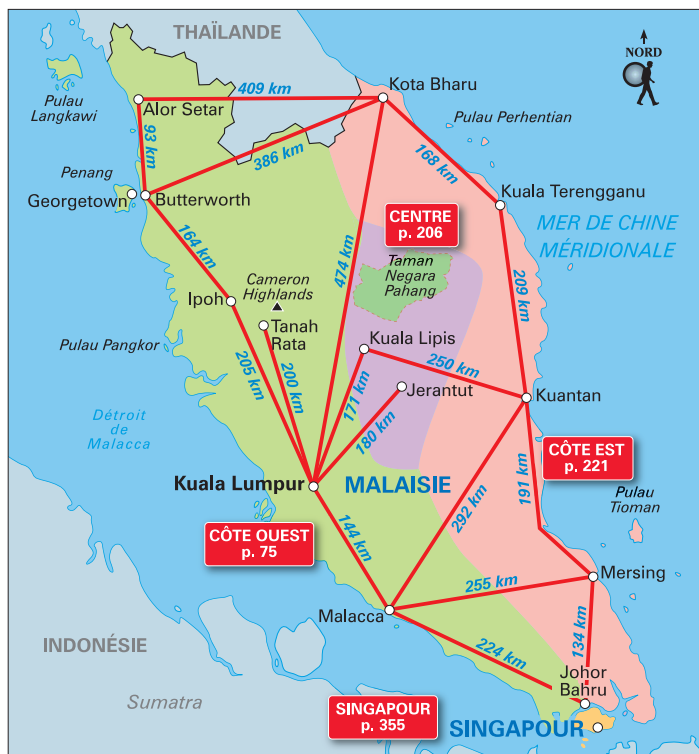 THAÏLANDE
NORD
409 km
Kota Bharu
Pulau
Langkawi
Alor Setar
Pulau Perhentian
93 km
386 km
168 km
Penang
Georgetown
Butterworth
Kuala Terengganu
CENTRE
p. 206
MER DE CHINE
MÉRIDIONALE
164 km
474 km
Taman
Negara
Pahang
209 km
Cameron
Highlands
Ipoh
Tanah
Rata
Kuala Lipis
Pulau Pangkor
205 km
200 km
171 km
250 km
Jerantut
Kuantan
180 km
Détroit
de
Malacca
CÔTE EST
p. 221
Kuala Lumpur
MALAISIE
292 km
191 km
Pulau
Tioman
CÔTE OUEST
p. 75
144 km
255 km
Mersing
Malacca
134 km
INDONÉSIE
224 km
Johor
Bahru
Sumatra
SINGAPOUR
p. 355
SINGAPOUR